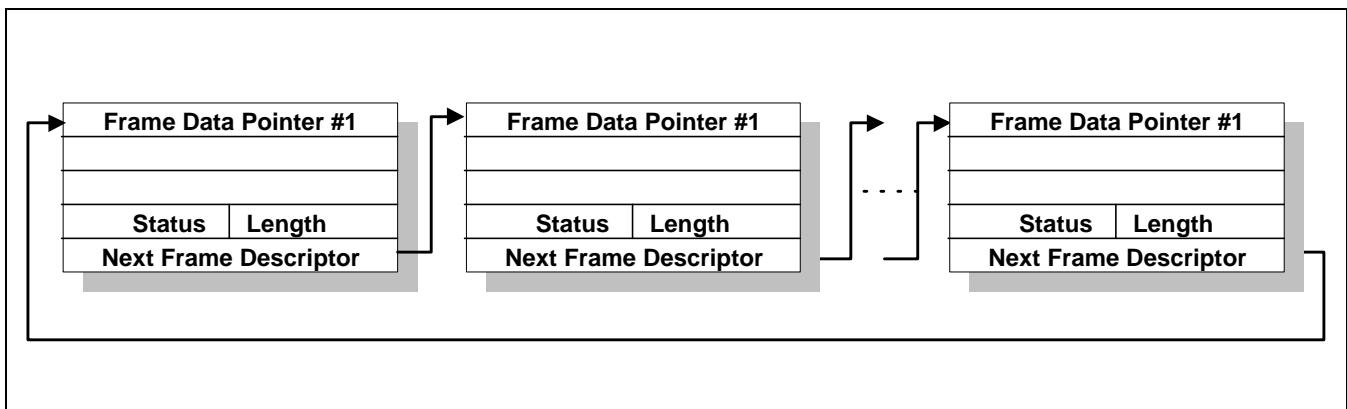 Frame Data Pointer #1
Status Length
Next Frame Descriptor
Frame Data Pointer #1
Status Length
Next Frame Descriptor
Frame Data Pointer #1
Status Length
Next Frame Descriptor